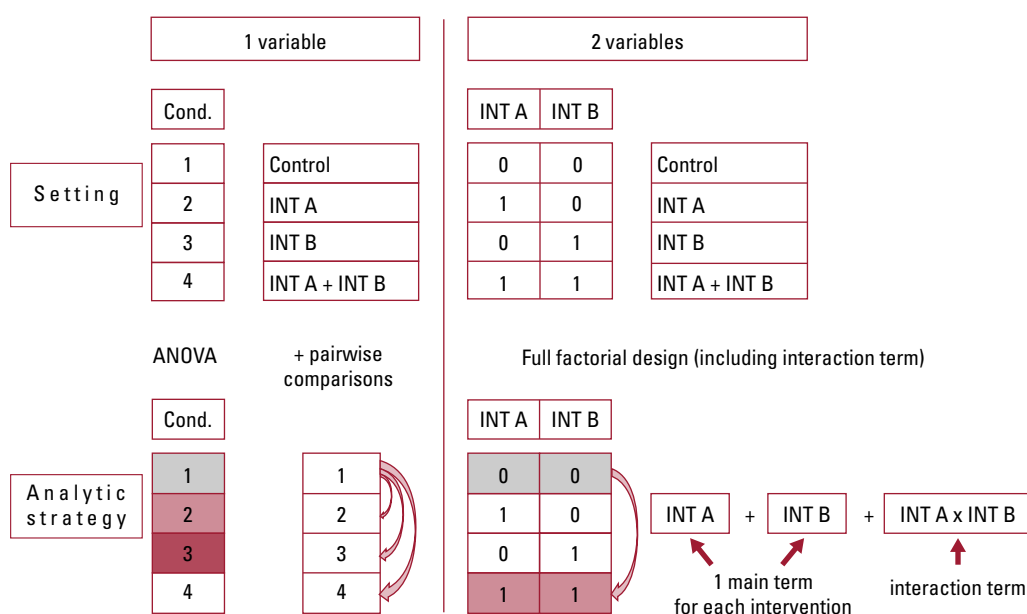 1 variable
2 variables
Cond.
INT A INT B
Setting
1 Control 0 0 Control
2 INT A 1 0 INT A
3 INT B 0 1 INT B
4 INT A + INT B 1 1 INT A + INT B
ANOVA
+ pairwise
comparisons
Full factorial design (including interaction term)
Cond.
INT A INT B
Analytic
strategy
1 1 0 0
2 2 1 0
3 3 0 1
4 4 1 1
INT A + INT B + INT A x INT B
1 main term
for each intervention
interaction term